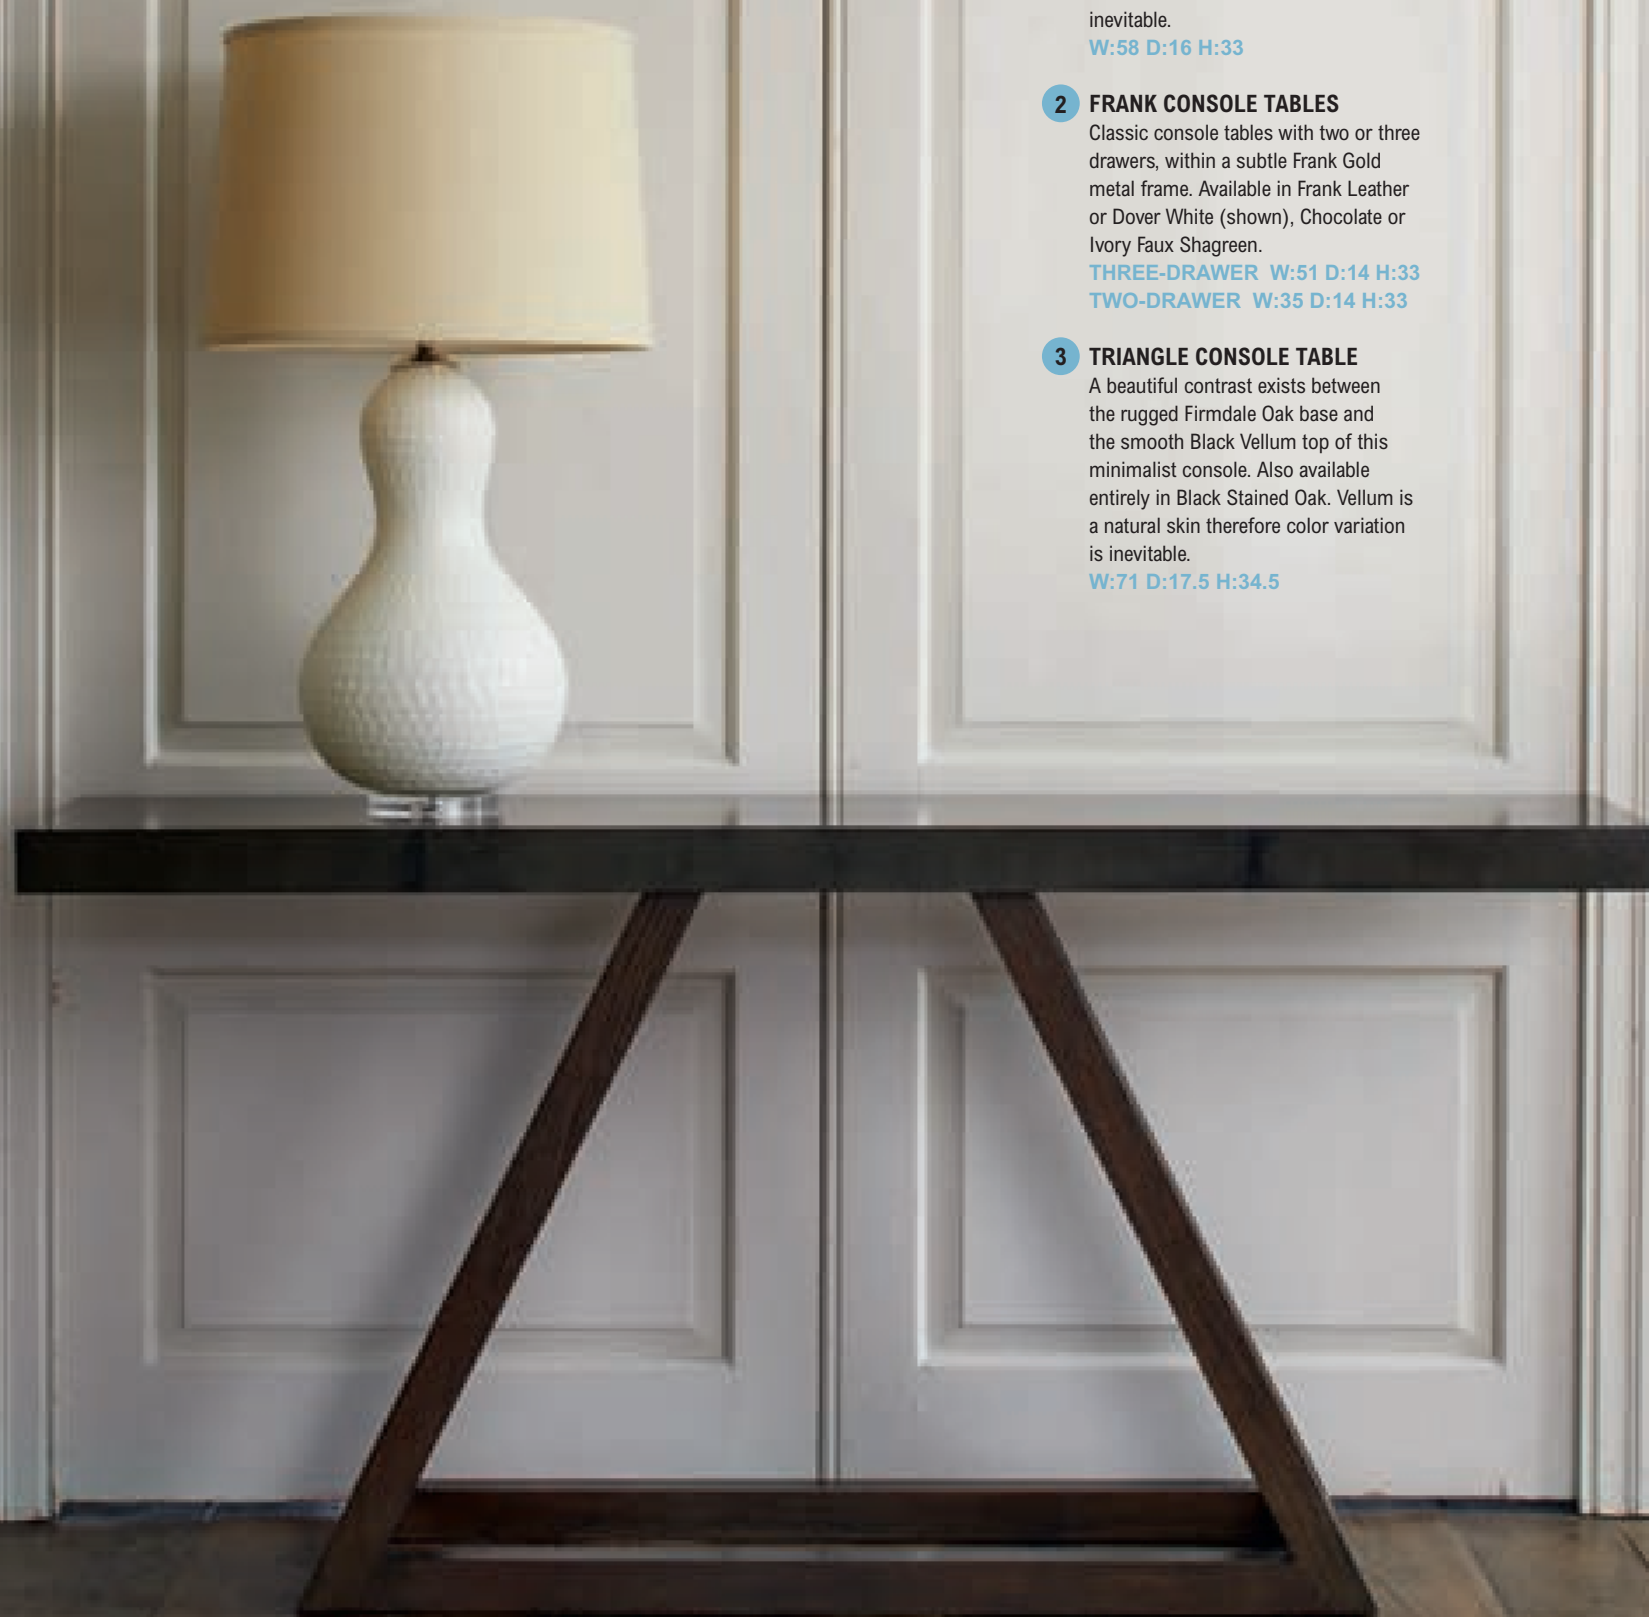 inevitable.
W:58 D:16 H:33
2 FRANK CONSOLE TABLES
Classic console tables with two or three
drawers, within a subtle Frank Gold
metal frame. Available in Frank Leather
or Dover White (shown), Chocolate or
Ivory Faux Shagreen.
THREE-DRAWER W:51 D:14 H:33
TWO-DRAWER W:35 D:14 H:33
3 TRIANGLE CONSOLE TABLE
A beautiful contrast exists between
the rugged Firmdale Oak base and
the smooth Black Vellum top of this
minimalist console. Also available
entirely in Black Stained Oak. Vellum is
a natural skin therefore color variation
is inevitable.
W:71 D:17.5 H:34.5